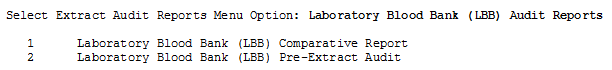 Select Extract Audit Reports Menu Option: Laboratory Blood Bank (LBB) Audit Reports
1 Laboratory Blood Bank (LBB) Comparative Report
2 Laboratory Blood Bank (LBB) Pre-Extract Audit